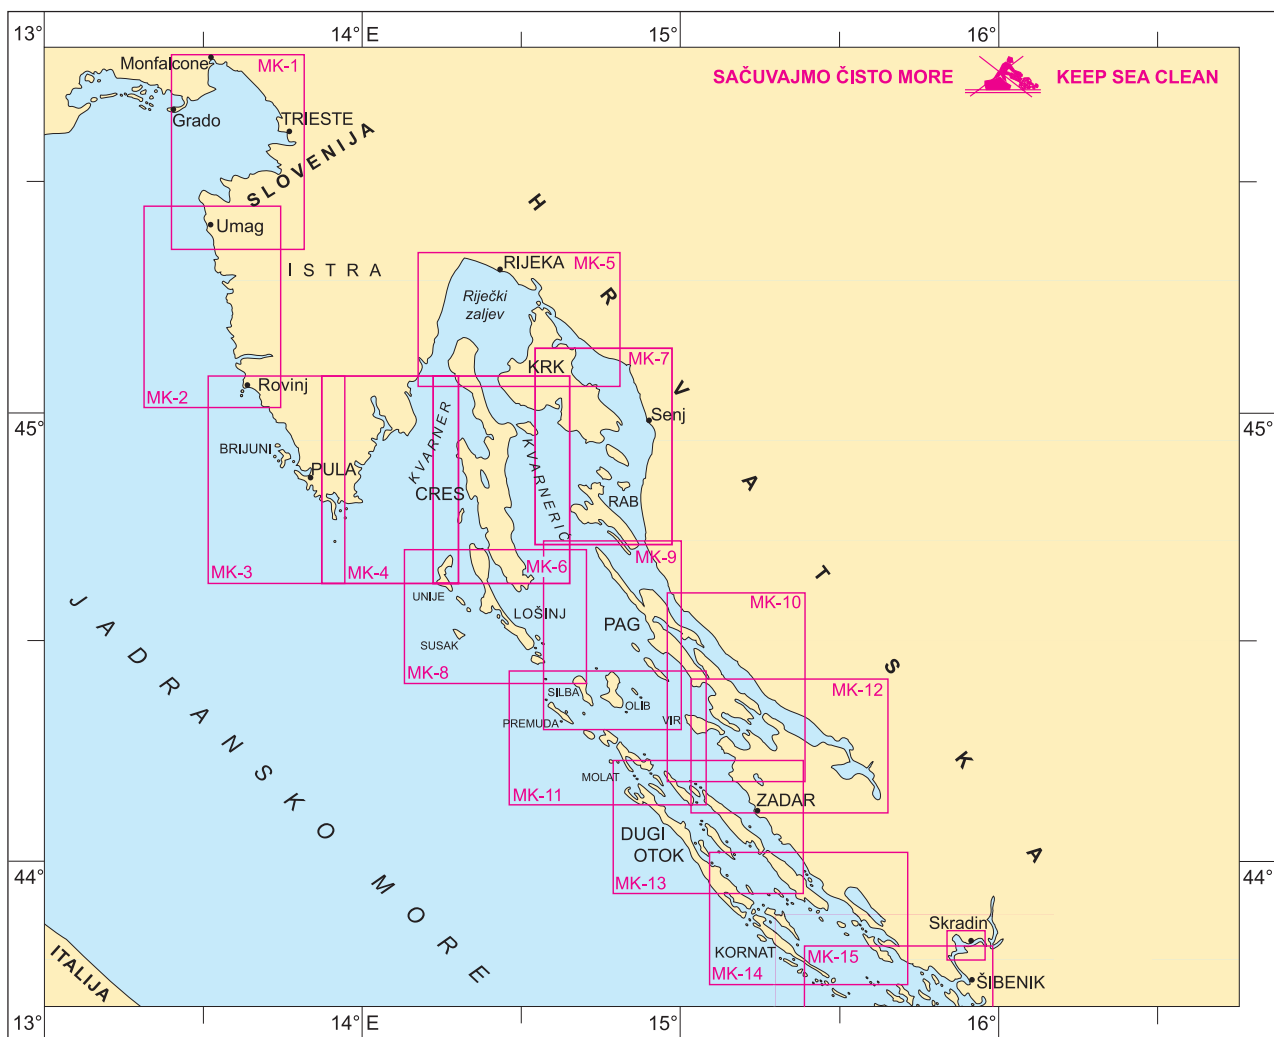 13°
14° E
15°
16°
SAČUVAJMO ČISTO MORE
KEEP SEA CLEAN
Monfalcone
MK-1
Grado
TRIESTE
SLOVENIJA
Umag
ISTRA
HRVATSKA
RIJEKA
MK-5
Riječki
zaljev
MK-7
KRK
MK-2
Rovinj
Senj
45°
45°
KVARNER
KVARNERIĆ
BRIJUNI
PULA
CRES
RAB
MK-9
MK-3
MK-4
MK-6
UNIJE
MK-10
LOŠINJ
PAG
SUSAK
MK-8
JADRANSKO MORE
SILBA
OLIB
MK-12
PREMUDA
VIR
MOLAT
MK-11
ZADAR
DUGI
OTOK
44°
44°
MK-13
Skradin
KORNAT
MK-15
MK-14
ŠIBENIK
ITALIJA
13°
14° E
15°
16°